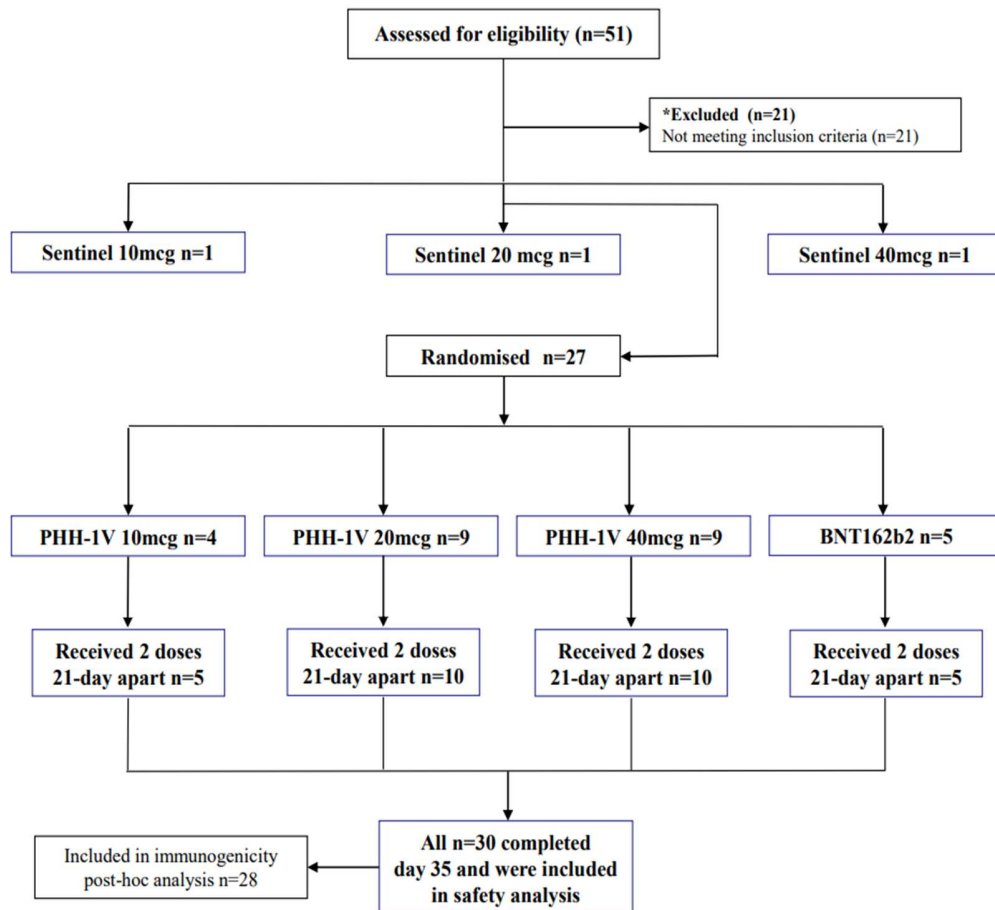 Assessed for eligibility (n=51)
*Excluded (n=21)
Not meeting inclusion criteria (n=21)
Sentinel 10mcg n=1
Sentinel 20 mcg n=1
Sentinel 40mcg n=1
Randomised n=27
PHH-1V 10mcg n=4
PHH-1V 20mcg n=9
PHH-1V 40mcg n=9
BNT162b2 n=5
Received 2 doses
21-day apart n=5
Received 2 doses
21-day apart n=10
Received 2 doses
21-day apart n=10
Received 2 doses
21-day apart n=5
All n=30 completed
day 35 and were included
in safety analysis
Included in immunogenicity
post-hoc analysis n=28